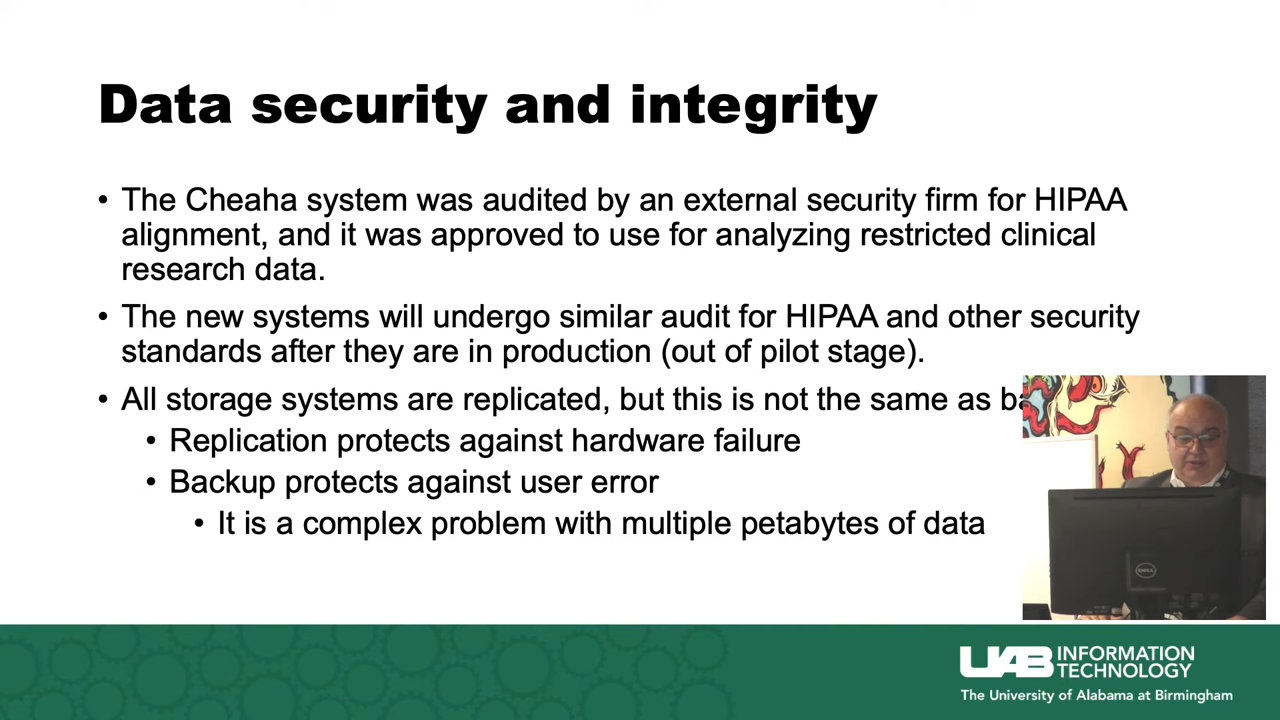 Data security and integrity
• The Cheaha system was audited by an external security firm for HIPAA
alignment, and it was approved to use for analyzing restricted clinical
research data.
• The new systems will undergo similar audit for HIPAA and other security
standards after they are in production (out of pilot stage).
• All storage systems are replicated, but this is not the same as
• Replication protects against hardware failure
• Backup protects against user error
• It is a complex problem with multiple petabytes of data
DELL
UAB INFORMATION
TECHNOLOGY
The University of Alabama at Birmingham